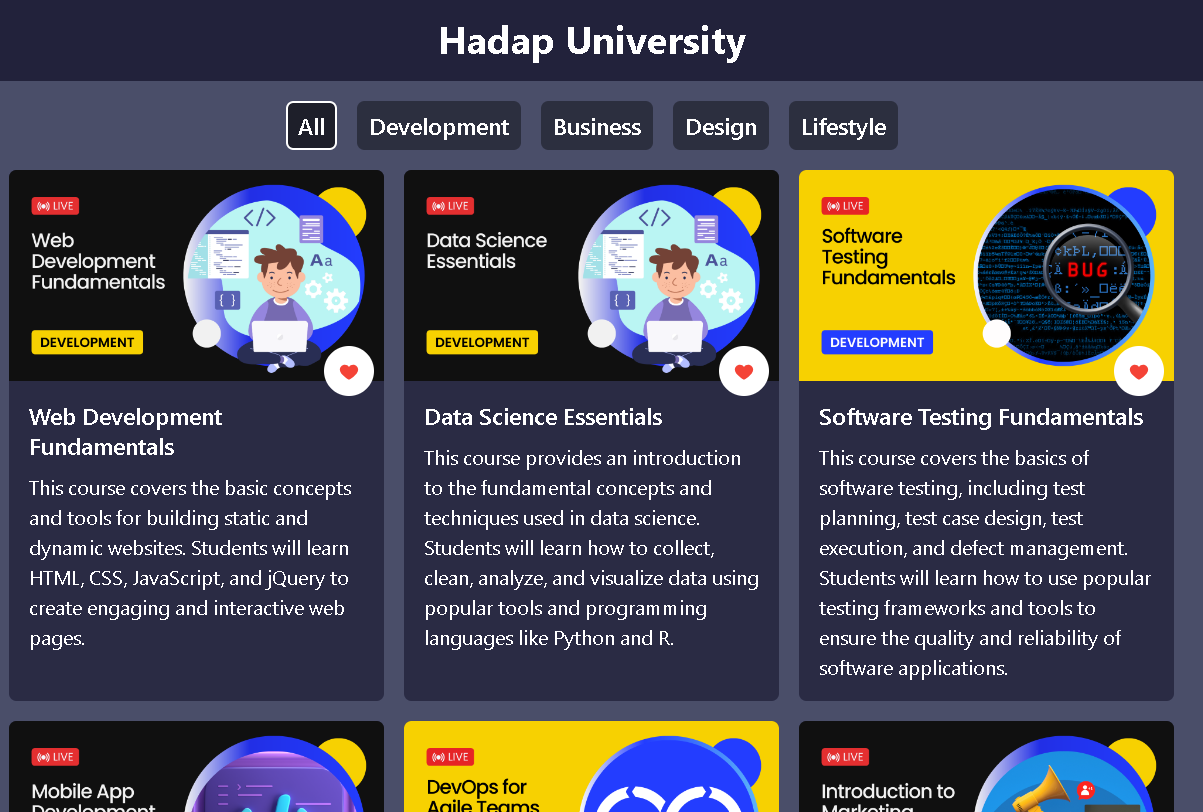 Hadap University
All
Development
Business
Design
Lifestyle
LIVE
Web
Development
Fundamentals
DEVELOPMENT
</>
Aa
{ }
Web Development
Fundamentals
This course covers the basic concepts
and tools for building static and
dynamic websites. Students will learn
HTML, CSS, JavaScript, and jQuery to
create engaging and interactive web
pages.
LIVE
Data Science
Essentials
DEVELOPMENT
</>
Aa
{ }
Data Science Essentials
This course provides an introduction
to the fundamental concepts and
techniques used in data science.
Students will learn how to collect,
clean, analyze, and visualize data using
popular tools and programming
languages like Python and R.
LIVE
Software
Testing
Fundamentals
DEVELOPMENT
BUG
Software Testing Fundamentals
This course covers the basics of
software testing, including test
planning, test case design, test
execution, and defect management.
Students will learn how to use popular
testing frameworks and tools to
ensure the quality and reliability of
software applications.
LIVE
Mobile App
Development
LIVE
DevOps for
Agile Teams
LIVE
Introduction to
Marketing